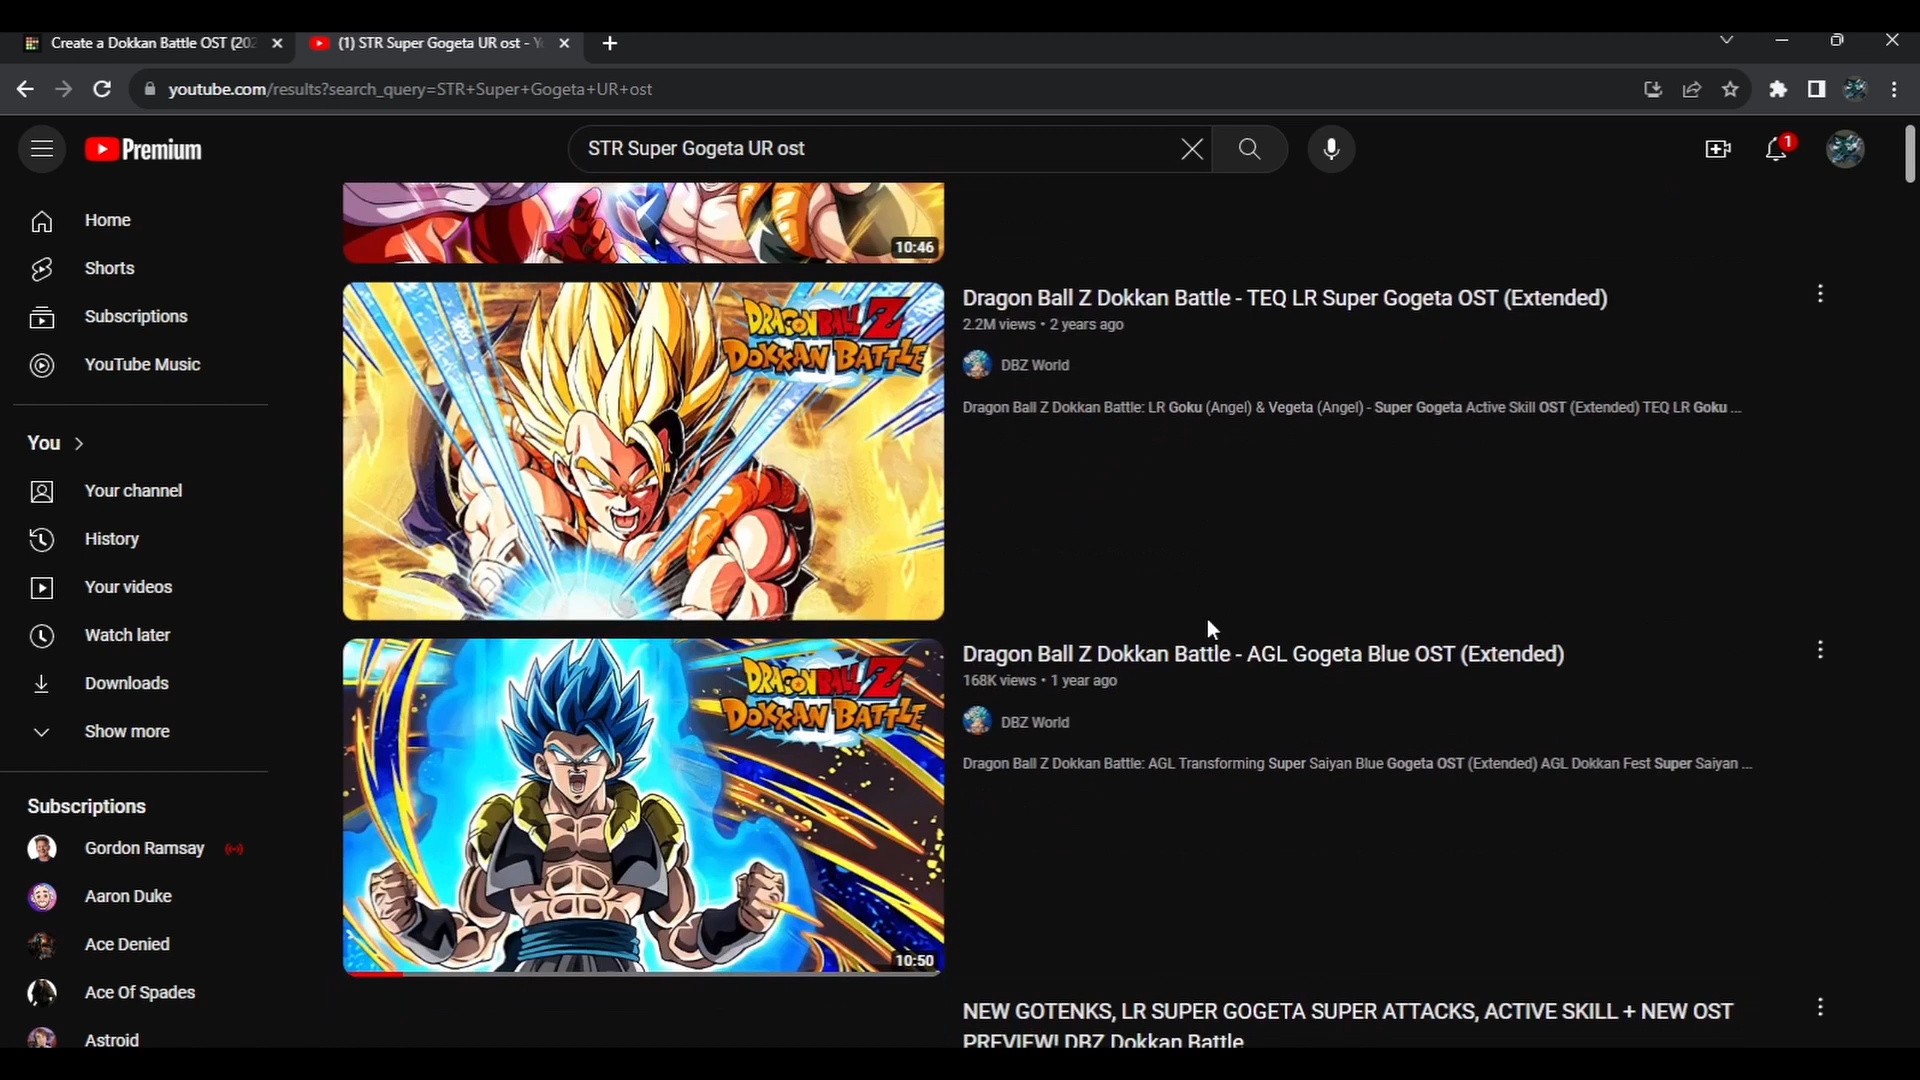 Create a Dokkan Battle OST (202
(1) STR Super Gogeta UR ost - Y
youtube.com/results?search_query=STR+Super+Gogeta+UR+ost
Premium
STR Super Gogeta UR ost
1
Home
Shorts
Subscriptions
YouTube Music
You
Your channel
History
Your videos
Watch later
Downloads
Show more
Subscriptions
Gordon Ramsay
Aaron Duke
Ace Denied
Ace Of Spades
Astroid
10:46
DRAGON BALL Z
DOKKAN BATTLE
Dragon Ball Z Dokkan Battle - TEQ LR Super Gogeta OST (Extended)
2.2M views • 2 years ago
DBZ World
Dragon Ball Z Dokkan Battle: LR Goku (Angel) & Vegeta (Angel) - Super Gogeta Active Skill OST (Extended) TEQ LR Goku ...
DRAGON BALL Z
DOKKAN BATTLE
10:50
Dragon Ball Z Dokkan Battle - AGL Gogeta Blue OST (Extended)
168K views • 1 year ago
DBZ World
Dragon Ball Z Dokkan Battle: AGL Transforming Super Saiyan Blue Gogeta OST (Extended) AGL Dokkan Fest Super Saiyan ...
NEW GOTENKS, LR SUPER GOGETA SUPER ATTACKS, ACTIVE SKILL + NEW OST
PREVIEW! DBZ Dokkan Battle